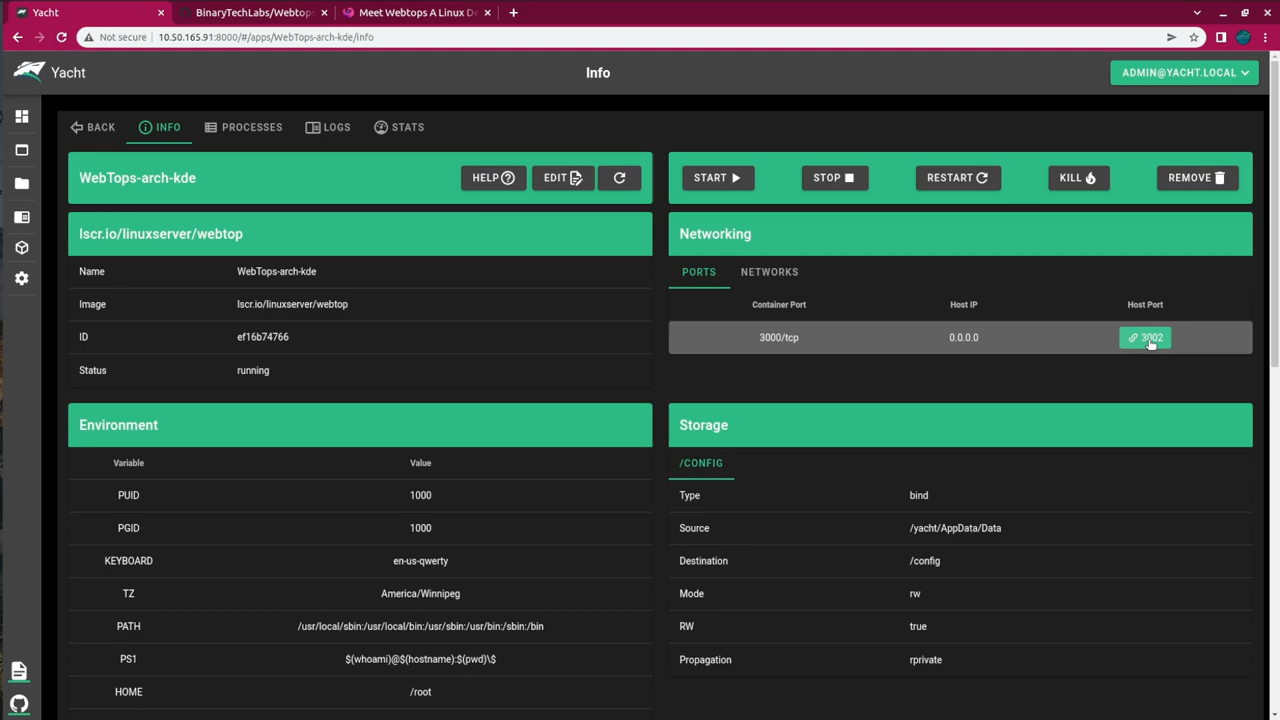 Yacht
BinaryTechLabs/Webtops
Meet Webtops A Linux De
Not secure 10.50.165.91:8000/#/apps/WebTops-arch-kde/info
Yacht
Info
ADMIN@YACHT.LOCAL
BACK
INFO
PROCESSES
LOGS
STATS
WebTops-arch-kde
HELP
EDIT
START
STOP
RESTART
KILL
REMOVE
lscr.io/linuxserver/webtop
Name WebTops-arch-kde
Image lscr.io/linuxserver/webtop
ID ef16b74766
Status running
Networking
PORTS NETWORKS
Container Port Host IP Host Port
3000/tcp 0.0.0.0 3002
Environment
Variable Value
PUID 1000
PGID 1000
KEYBOARD en-us-qwerty
TZ America/Winnipeg
PATH /usr/local/sbin:/usr/local/bin:/usr/sbin:/usr/bin:/sbin:/bin
PS1 $(whoami)@$(hostname):$(pwd)\$
HOME /root
Storage
/CONFIG
Type bind
Source /yacht/AppData/Data
Destination /config
Mode rw
RW true
Propagation rprivate